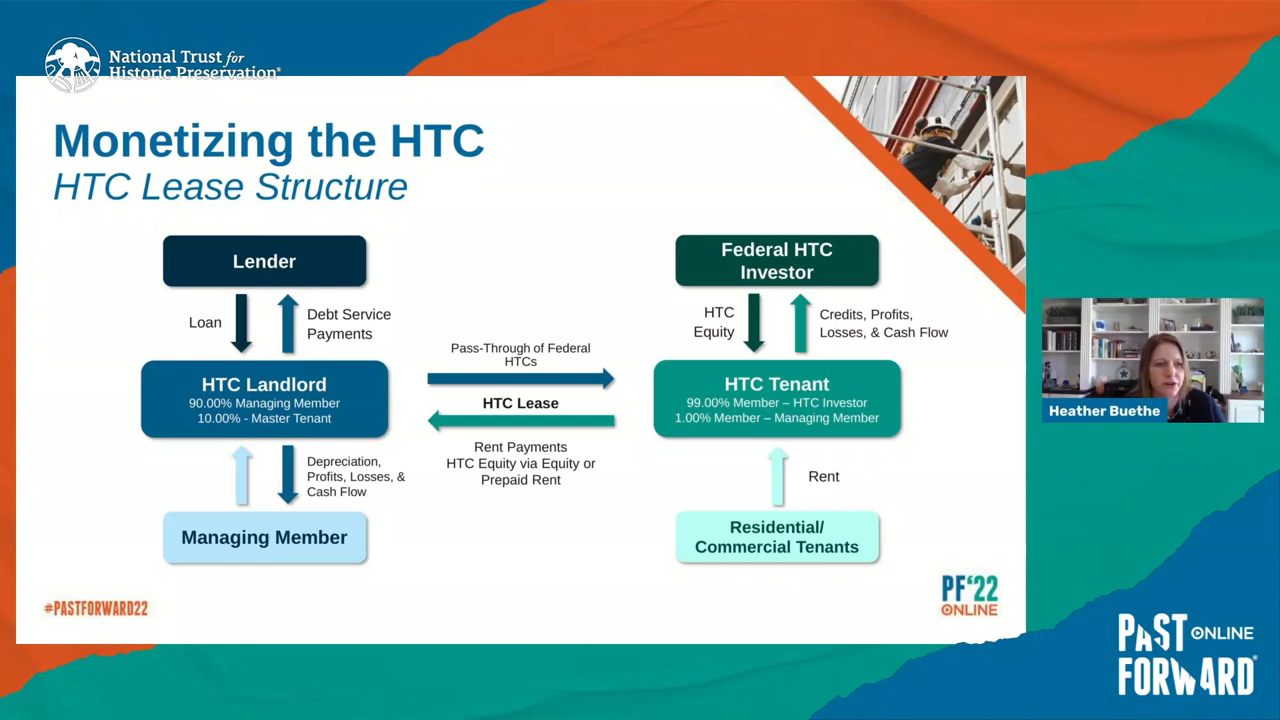 National Trust for
Historic Preservation®
Monetizing the HTC
HTC Lease Structure
Lender
Loan
Debt Service
Payments
HTC Landlord
90.00% Managing Member
10.00% - Master Tenant
Depreciation,
Profits, Losses, &
Cash Flow
Managing Member
Pass-Through of Federal
HTCs
HTC Lease
Rent Payments
HTC Equity via Equity or
Prepaid Rent
Federal HTC
Investor
HTC
Equity
Credits, Profits,
Losses, & Cash Flow
HTC Tenant
99.00% Member – HTC Investor
1.00% Member – Managing Member
Rent
Residential/
Commercial Tenants
Heather Buethe
#PASTFORWARD22
PF'22
ONLINE
PAST ONLINE
FORWARD®